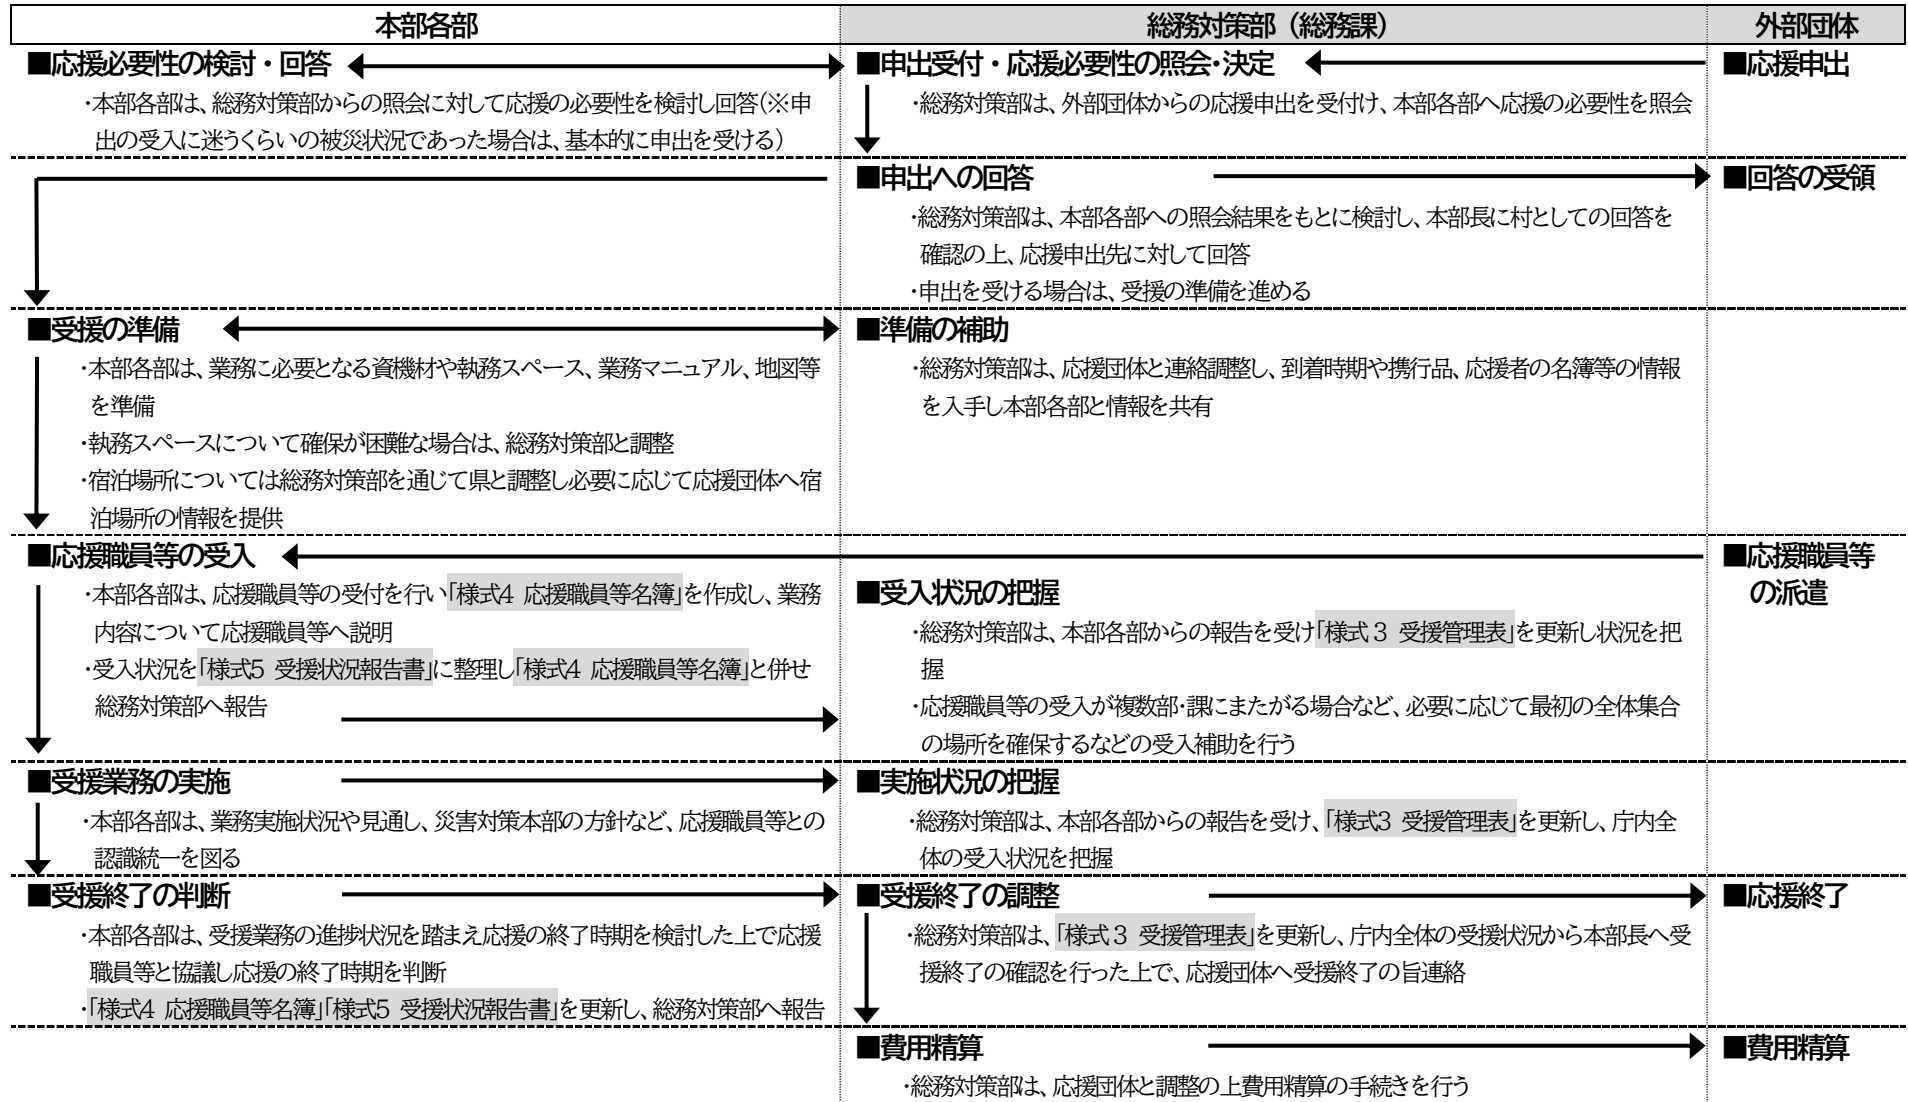 本部各部
総務対策部（総務課）
外部団体
■応援必要性の検討・回答
・本部各部は、総務対策部からの照会に対して応援の必要性を検討し回答（※申
出の受入に迷うくらいの被災状況であった場合は、基本的に申出を受ける）
■申出受付・応援必要性の照会・決定
・総務対策部は、外部団体からの応援申出を受付け、本部各部へ応援の必要性を照会
■応援申出
■申出への回答
・総務対策部は、本部各部への照会結果をもとに検討し、本部長に村としての回答を
確認の上、応援申出先に対して回答
・申出を受ける場合は、受援の準備を進める
■回答の受領
■受援の準備
・本部各部は、業務に必要となる資機材や執務スペース、業務マニュアル、地図等
を準備
・執務スペースについて確保が困難な場合は、総務対策部と調整
・宿泊場所については総務対策部を通じて県と調整し必要に応じて応援団体へ宿
泊場所の情報を提供
■準備の補助
・総務対策部は、応援団体と連絡調整し、到着時期や携行品、応援者の名簿等の情報
を入手し本部各部と情報を共有
■応援職員等の受入
・本部各部は、応援職員等の受付を行い「様式4 応援職員等名簿」を作成し、業務
内容について応援職員等へ説明
・受入状況を「様式5 受援状況報告書」に整理し「様式4 応援職員等名簿」と併せ
総務対策部へ報告
■受入状況の把握
・総務対策部は、本部各部からの報告を受け「様式３ 受援管理表」を更新し状況を把
握
・応援職員等の受入が複数部・課にまたがる場合など、必要に応じて最初の全体集合
の場所を確保するなどの受入補助を行う
■応援職員等
の派遣
■受援業務の実施
・本部各部は、業務実施状況や見通し、災害対策本部の方針など、応援職員等との
認識統一を図る
■実施状況の把握
・総務対策部は、本部各部からの報告を受け、「様式3 受援管理表」を更新し、庁内全
体の受入状況を把握
■受援終了の判断
・本部各部は、受援業務の進捗状況を踏まえ応援の終了時期を検討した上で応援
職員等と協議し応援の終了時期を判断
・「様式4 応援職員等名簿」「様式5 受援状況報告書」を更新し、総務対策部へ報告
■受援終了の調整
・総務対策部は、「様式３ 受援管理表」を更新し、庁内全体の受援状況から本部長へ受
援終了の確認を行った上で、応援団体へ受援終了の旨連絡
■応援終了
■費用精算
・総務対策部は、応援団体と調整の上費用精算の手続きを行う
■費用精算